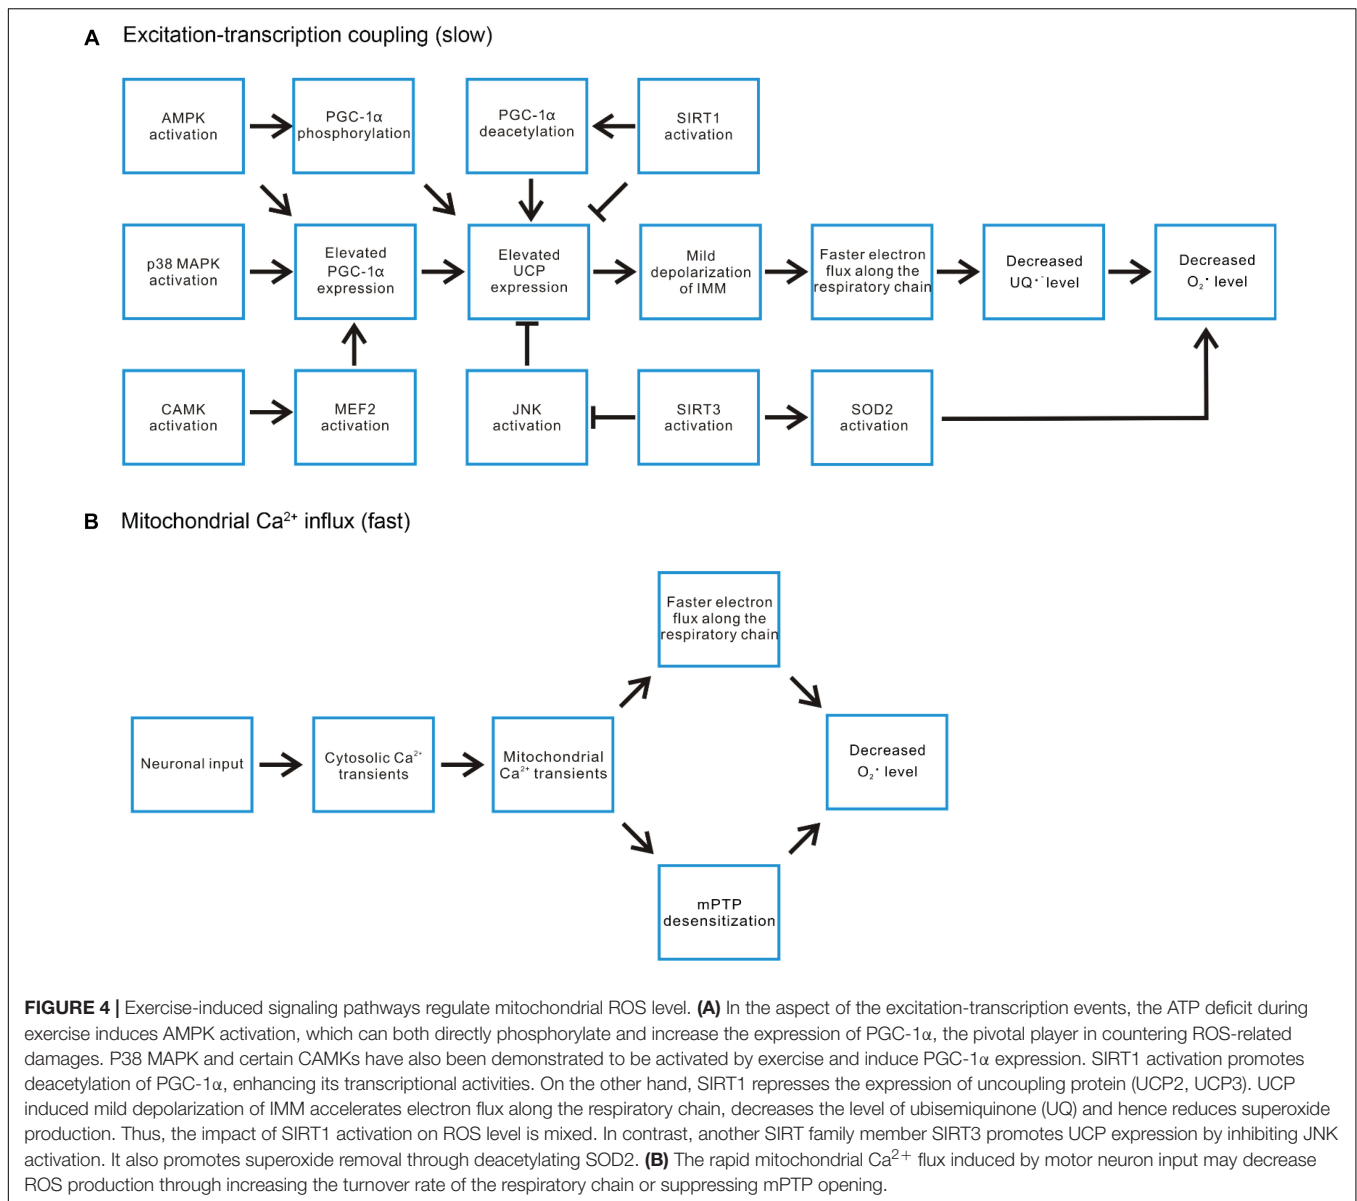 A Excitation-transcription coupling (slow)
AMPK
activation
PGC-1α
phosphorylation
PGC-1α
deacetylation
SIRT1
activation
p38 MAPK
activation
Elevated
PGC-1α
expression
Elevated
UCP
expression
Mild
depolarization
of IMM
Faster electron
flux along the
respiratory chain
Decreased
UQ•⁻ level
Decreased
O₂• level
CAMK
activation
MEF2
activation
JNK
activation
SIRT3
activation
SOD2
activation
B Mitochondrial Ca²⁺ influx (fast)
Faster electron
flux along the
respiratory chain
Neuronal input
Cytosolic Ca²⁺
transients
Mitochondrial
Ca²⁺ transients
Decreased
O₂• level
mPTP
desensitization
FIGURE 4 | Exercise-induced signaling pathways regulate mitochondrial ROS level. (A) In the aspect of the excitation-transcription events, the ATP deficit during
exercise induces AMPK activation, which can both directly phosphorylate and increase the expression of PGC-1α, the pivotal player in countering ROS-related
damages. P38 MAPK and certain CAMKs have also been demonstrated to be activated by exercise and induce PGC-1α expression. SIRT1 activation promotes
deacetylation of PGC-1α, enhancing its transcriptional activities. On the other hand, SIRT1 represses the expression of uncoupling protein (UCP2, UCP3). UCP
induced mild depolarization of IMM accelerates electron flux along the respiratory chain, decreases the level of ubisemiquinone (UQ) and hence reduces superoxide
production. Thus, the impact of SIRT1 activation on ROS level is mixed. In contrast, another SIRT family member SIRT3 promotes UCP expression by inhibiting JNK
activation. It also promotes superoxide removal through deacetylating SOD2. (B) The rapid mitochondrial Ca²⁺ flux induced by motor neuron input may decrease
ROS production through increasing the turnover rate of the respiratory chain or suppressing mPTP opening.